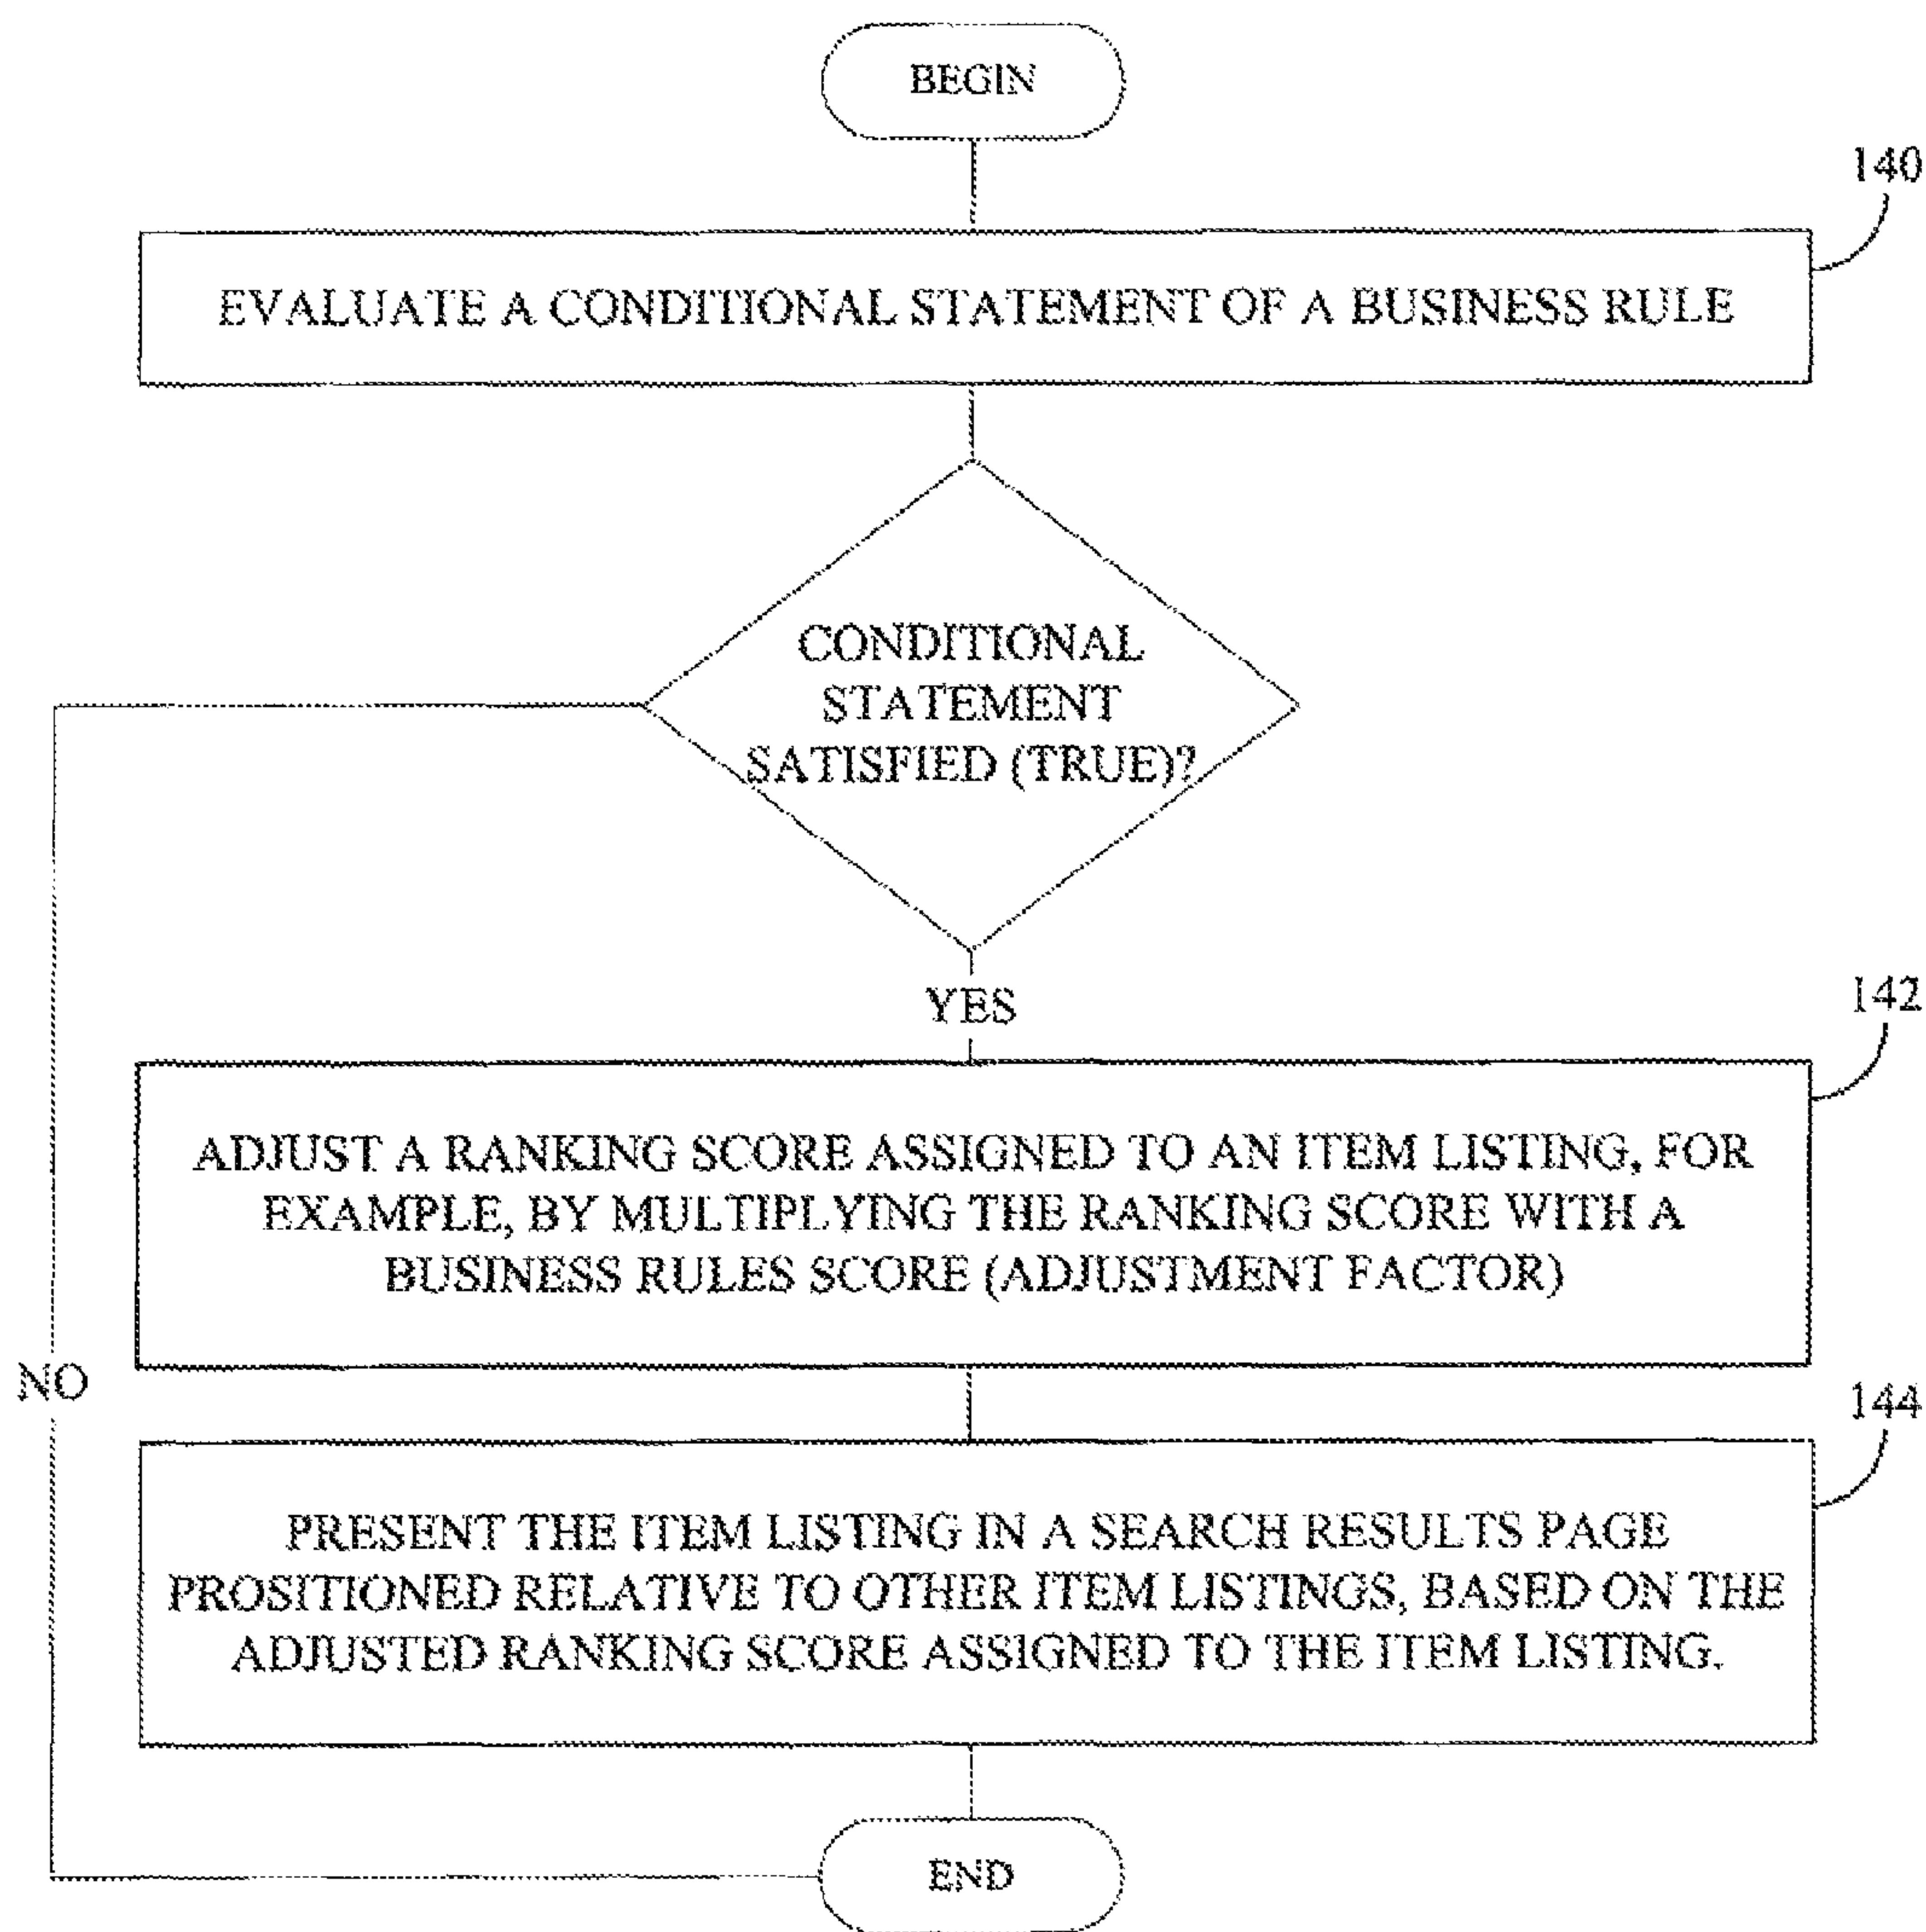 BEGIN
140
EVALUATE A CONDITIONAL STATEMENT OF A BUSINESS RULE
CONDITIONAL
STATEMENT
SATISFIED (TRUE)?
YES
142
ADJUST A RANKING SCORE ASSIGNED TO AN ITEM LISTING, FOR
EXAMPLE, BY MULTIPLYING THE RANKING SCORE WITH A
BUSINESS RULES SCORE (ADJUSTMENT FACTOR)
NO
144
PRESENT THE ITEM LISTING IN A SEARCH RESULTS PAGE
PROSITIONED RELATIVE TO OTHER ITEM LISTINGS, BASED ON THE
ADJUSTED RANKING SCORE ASSIGNED TO THE ITEM LISTING.
END